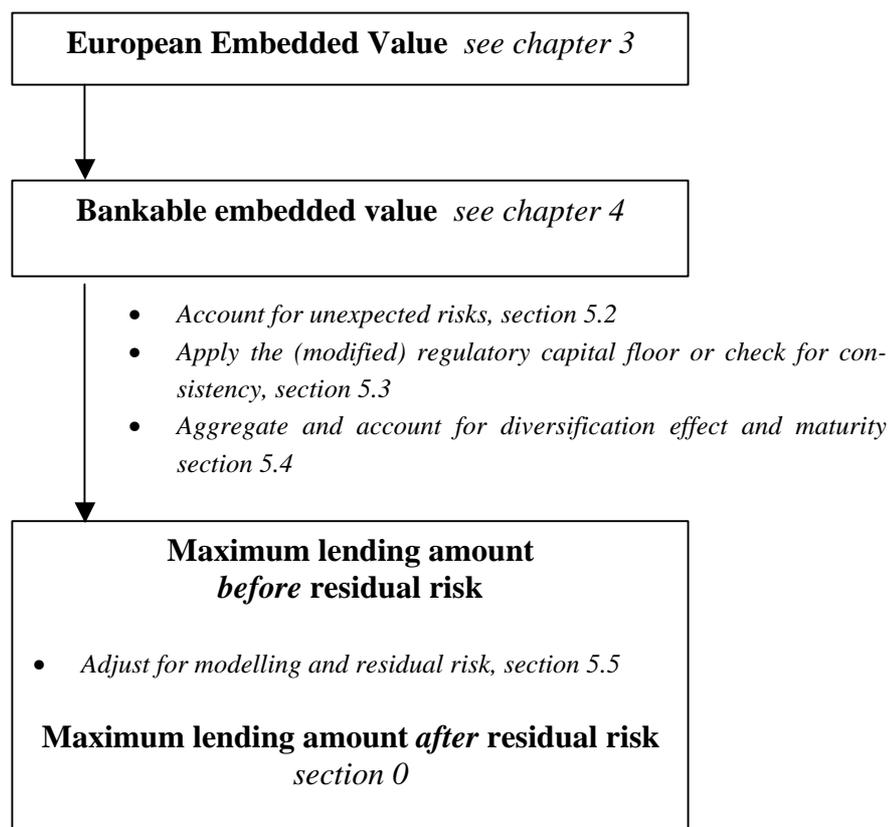 European Embedded Value see chapter 3
Bankable embedded value see chapter 4
• Account for unexpected risks, section 5.2
• Apply the (modified) regulatory capital floor or check for con-
sistency, section 5.3
• Aggregate and account for diversification effect and maturity
section 5.4
Maximum lending amount
before residual risk
• Adjust for modelling and residual risk, section 5.5
Maximum lending amount after residual risk
section 0